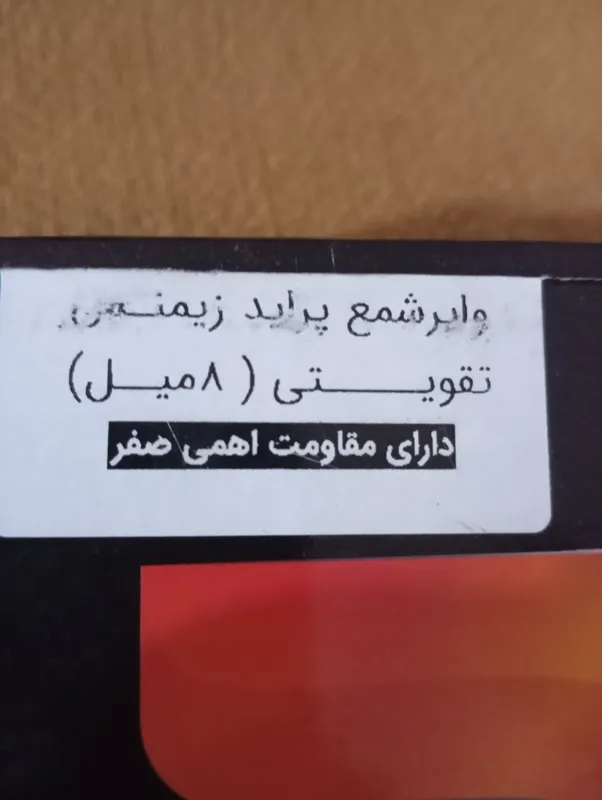 وایرشمع پراید زیمنس
تقویتی ( ۸میل)
دارای مقاومت اهمی صفر